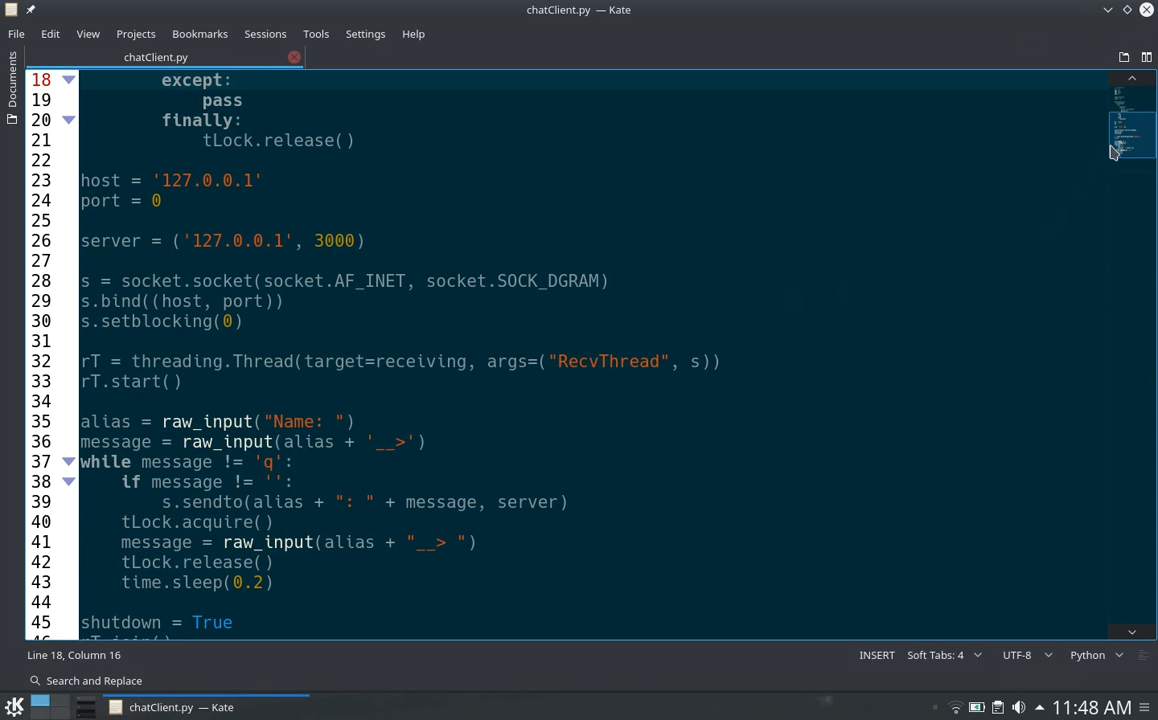 chatClient.py — Kate
File Edit View Projects Bookmarks Sessions Tools Settings Help
Documents
chatClient.py
18         except:
19             pass
20         finally:
21             tLock.release()
22
23 host = '127.0.0.1'
24 port = 0
25
26 server = ('127.0.0.1', 3000)
27
28 s = socket.socket(socket.AF_INET, socket.SOCK_DGRAM)
29 s.bind((host, port))
30 s.setblocking(0)
31
32 rT = threading.Thread(target=receiving, args=("RecvThread", s))
33 rT.start()
34
35 alias = raw_input("Name: ")
36 message = raw_input(alias + '__>')
37 while message != 'q':
38     if message != '':
39         s.sendto(alias + ": " + message, server)
40     tLock.acquire()
41     message = raw_input(alias + "__> ")
42     tLock.release()
43     time.sleep(0.2)
44
45 shutdown = True
46 rT.join()
Line 18, Column 16 INSERT Soft Tabs: 4 UTF-8 Python
Search and Replace
chatClient.py — Kate 11:48 AM